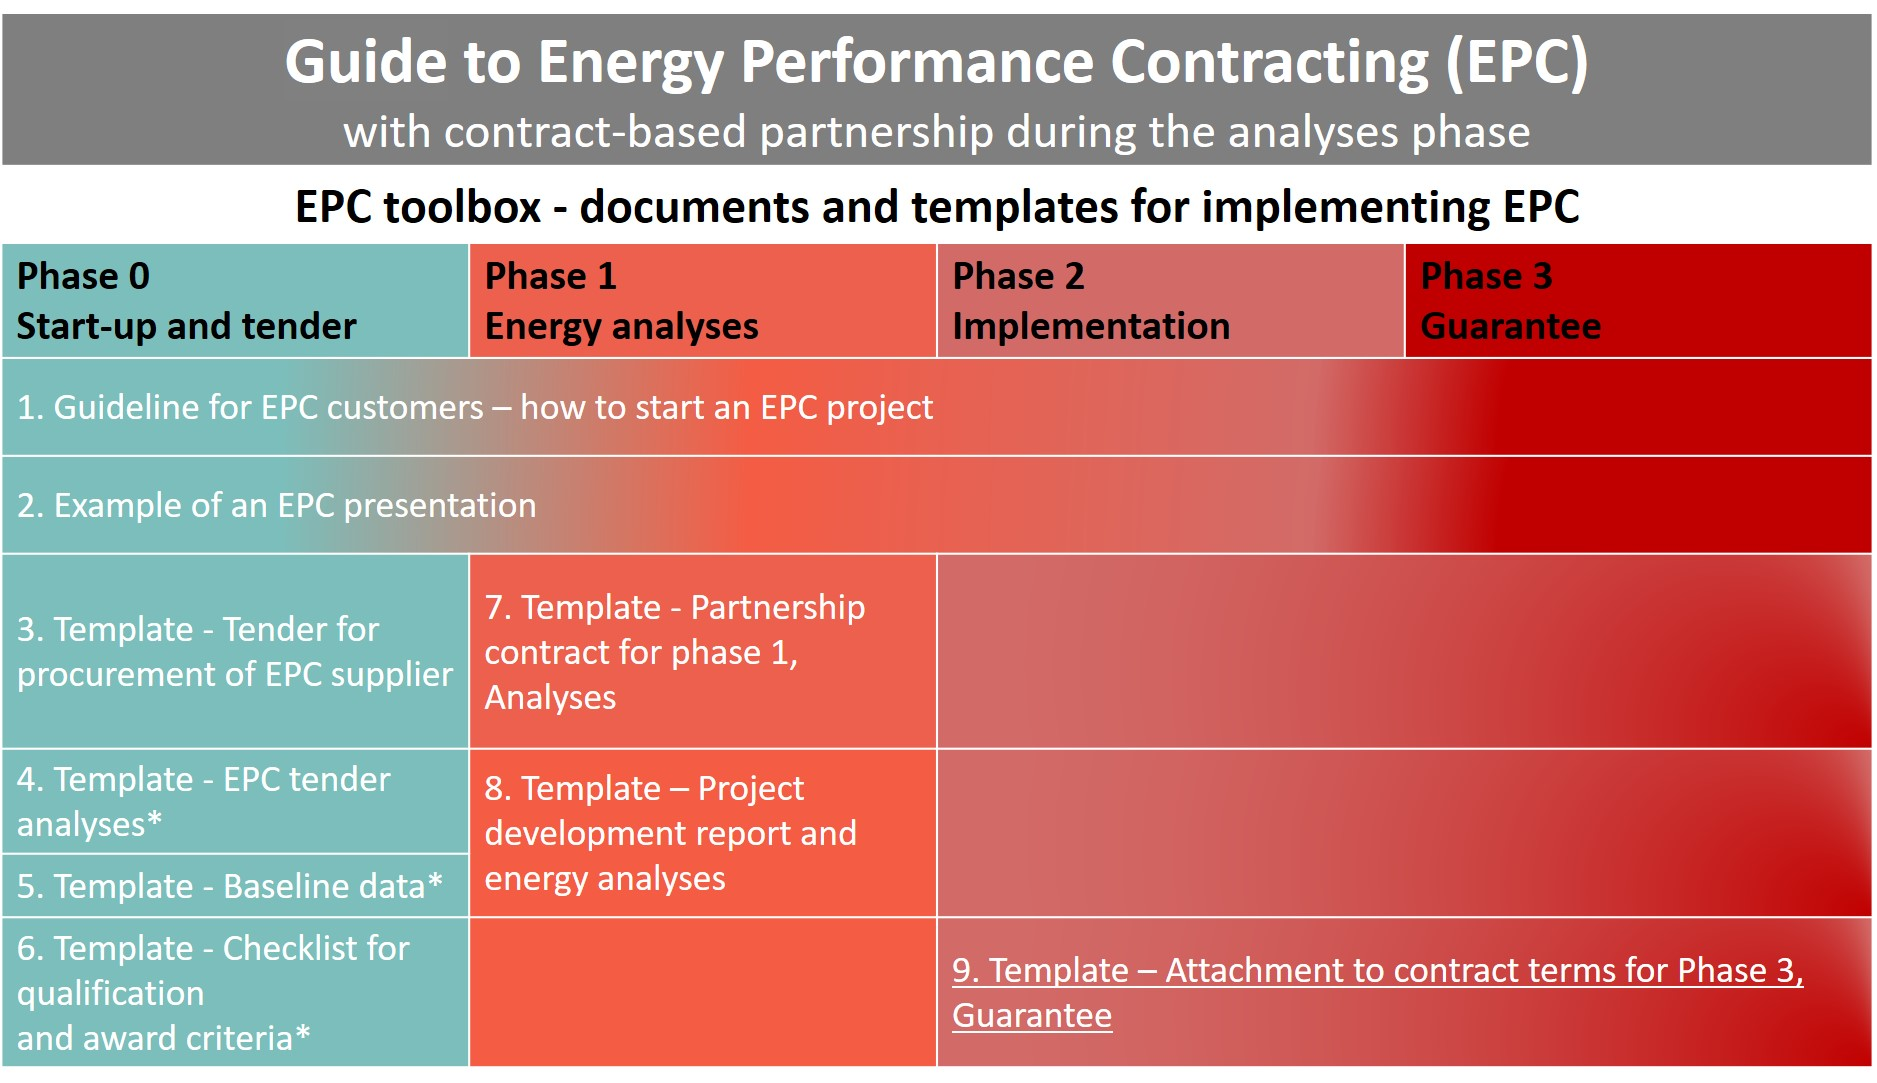 Guide to Energy Performance Contracting (EPC)
with contract-based partnership during the analyses phase
EPC toolbox - documents and templates for implementing EPC
Phase 0
Start-up and tender
Phase 1
Energy analyses
Phase 2
Implementation
Phase 3
Guarantee
1. Guideline for EPC customers – how to start an EPC project
2. Example of an EPC presentation
3. Template - Tender for
procurement of EPC supplier
7. Template - Partnership
contract for phase 1,
Analyses
4. Template - EPC tender
analyses*
5. Template - Baseline data*
8. Template – Project
development report and
energy analyses
6. Template - Checklist for
qualification
and award criteria*
9. Template – Attachment to contract terms for Phase 3,
Guarantee